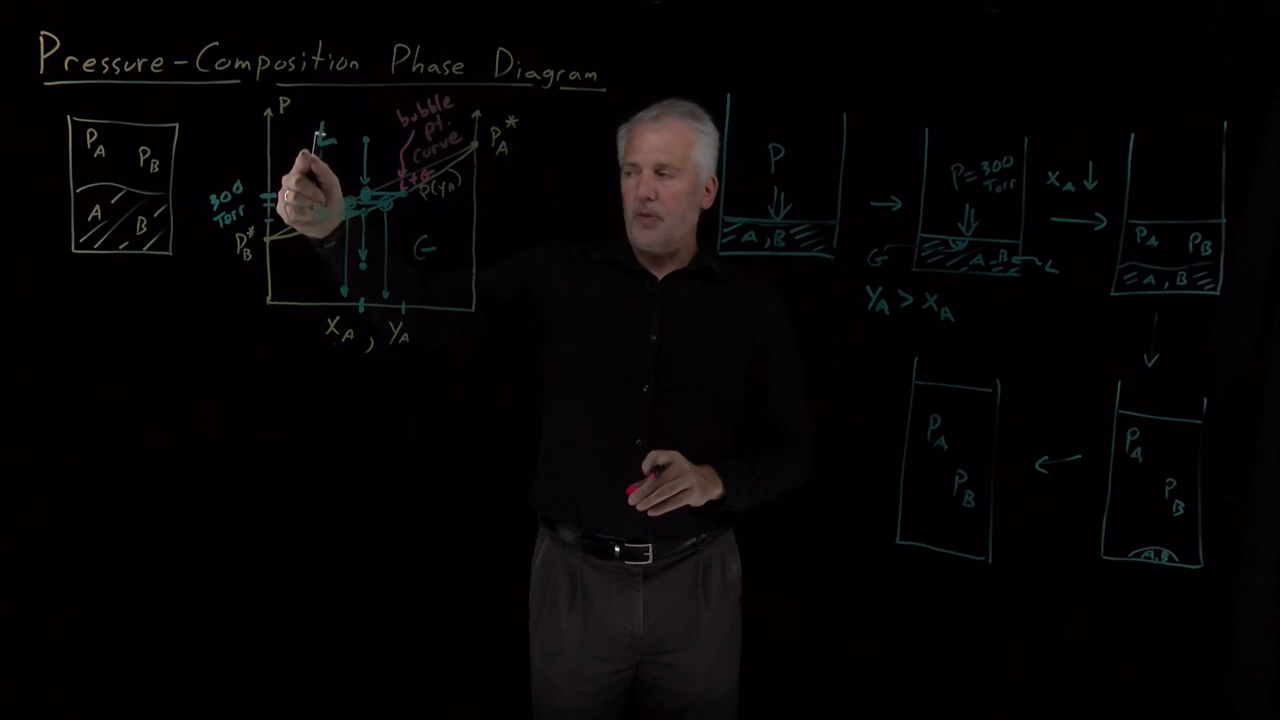 Pressure-Composition Phase Diagram
P_A P_B
A B
P
300 Torr
P_B*
L
bubble pt. curve
L+G
P_A*
P(Y_A)
G
X_A, Y_A
P
A, B
P=300 Torr
A, B
G
L
Y_A > X_A
X_A ↓
P_A P_B
A, B
P_A
P_B
P_A
P_B
A,B